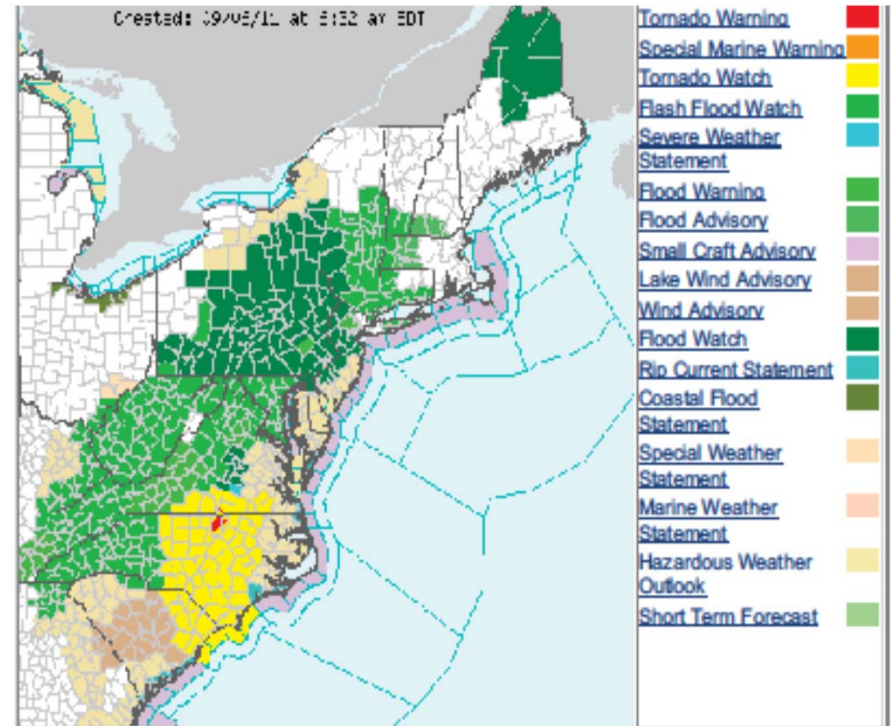 Created: 09/06/11 at 5:32 am EDT
Tornado Warning
Special Marine Warning
Tornado Watch
Flash Flood Watch
Severe Weather
Statement
Flood Warning
Flood Advisory
Small Craft Advisory
Lake Wind Advisory
Wind Advisory
Flood Watch
Rip Current Statement
Coastal Flood
Statement
Special Weather
Statement
Marine Weather
Statement
Hazardous Weather
Outlook
Short Term Forecast